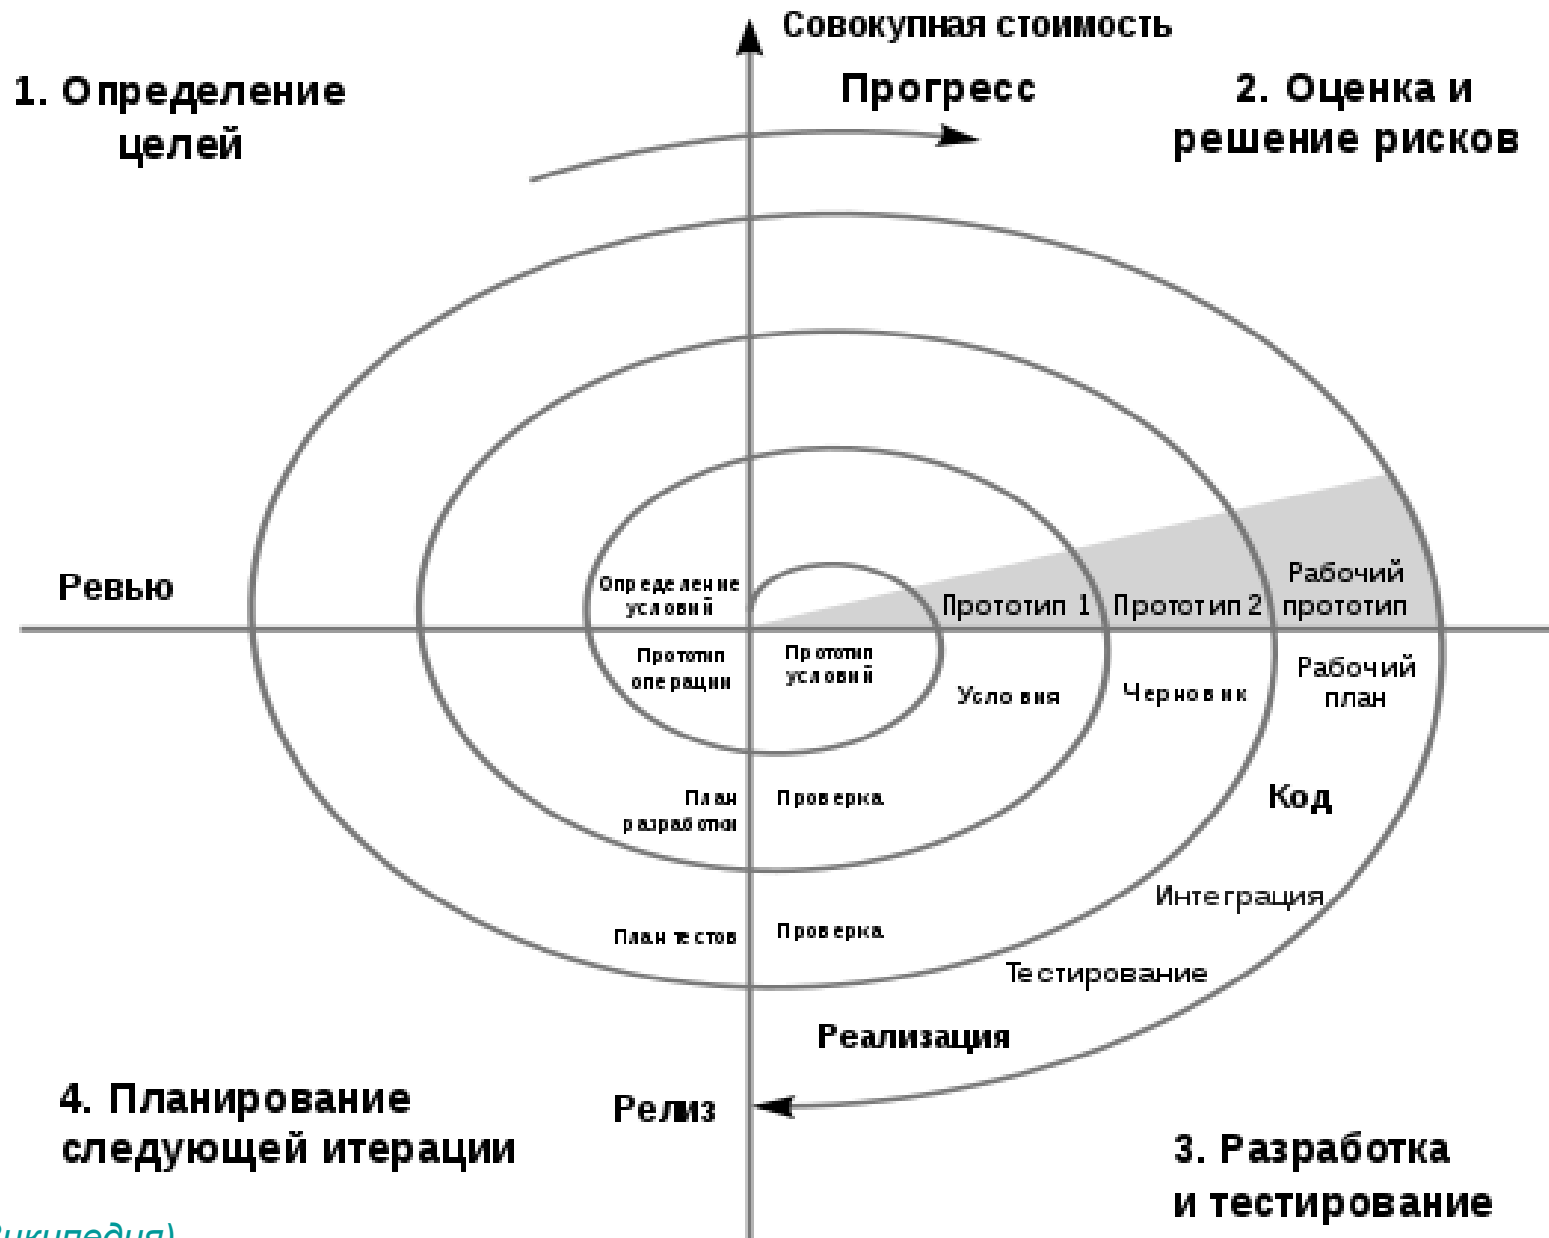 Совокупная стоимость
1. Определение
целей
Прогресс
2. Оценка и
решение рисков
Ревью
Определение
условий
Прототип 1
Прототип 2
Рабочий
прототип
Прототип
операции
Прототип
условий
Условия
Черновик
Рабочий
план
План
разработки
Проверка
Код
Интеграция
План тестов
Проверка
Тестирование
Реализация
Релиз
4. Планирование
следующей итерации
3. Разработка
и тестирование